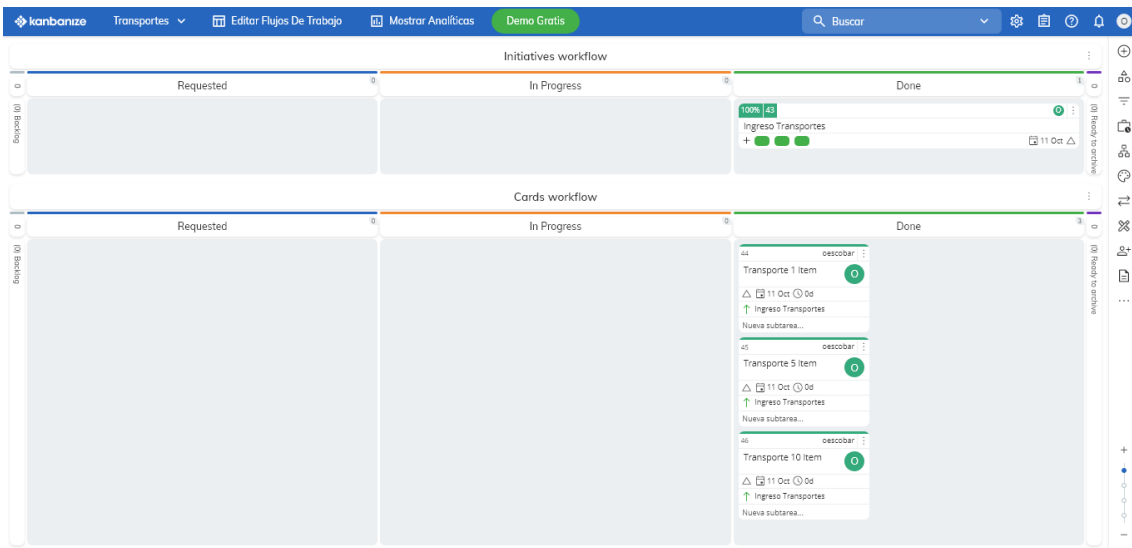 kanbanize Transportes Editar Flujos De Trabajo Mostrar Analíticas Demo Gratis Buscar O
Initiatives workflow
0 Requested 0 In Progress 0 Done 1 0
(0) Backlog
100% 43 O
Ingreso Transportes
11 Oct
(0) Ready to archive
Cards workflow
0 Requested 0 In Progress 0 Done 3 0
(0) Backlog
44 oescobar
Transporte 1 Item O
11 Oct 0d
Ingreso Transportes
Nueva subtarea...
45 oescobar
Transporte 5 Item O
11 Oct 0d
Ingreso Transportes
Nueva subtarea...
46 oescobar
Transporte 10 Item O
11 Oct 0d
Ingreso Transportes
Nueva subtarea...
(0) Ready to archive